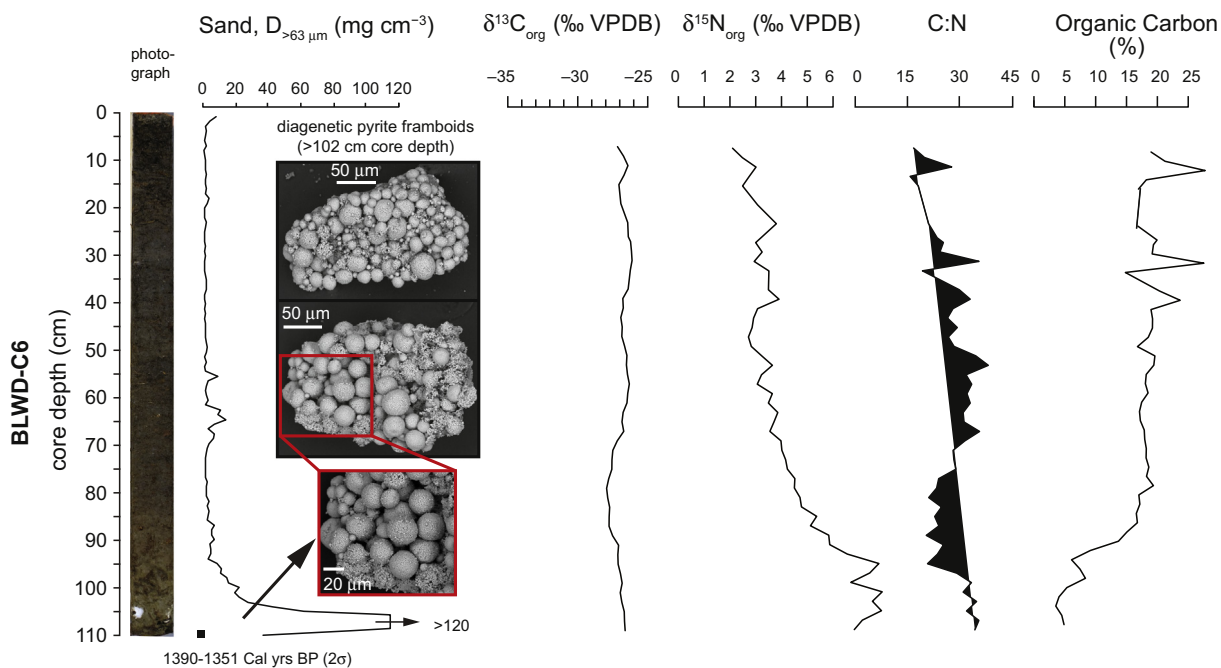 Sand, D>63 μm (mg cm−3)
δ13Corg (‰ VPDB)
δ15Norg (‰ VPDB)
C:N
Organic Carbon
(%)
photo-
graph
0 20 40 60 80 100 120
−35 −30 −25
0 1 2 3 4 5 6
0 15 30 45
0 5 10 15 20 25
BLWD-C6
core depth (cm)
0
10
20
30
40
50
60
70
80
90
100
110
diagenetic pyrite framboids
(>102 cm core depth)
50 μm
50 μm
20 μm
>120
1390-1351 Cal yrs BP (2σ)